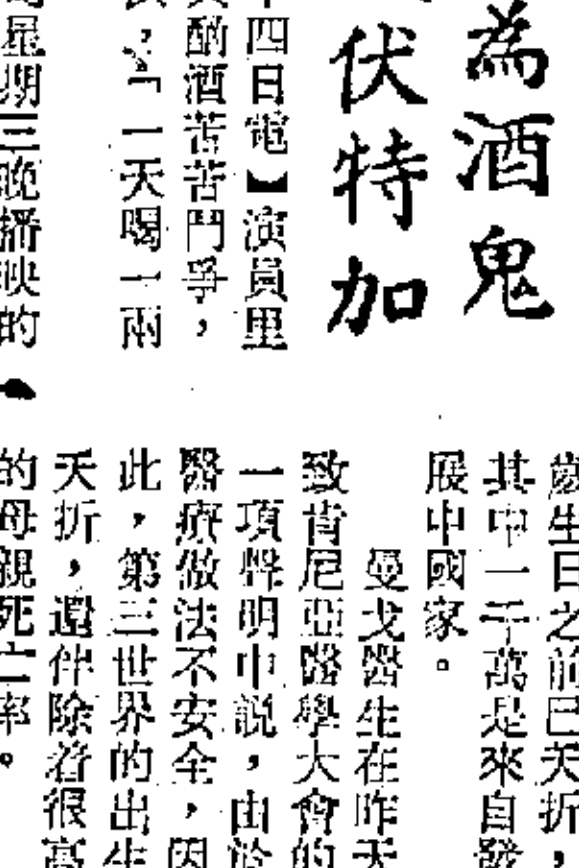 為酒鬼
伏特加
四日電】演員里
酗酒苦苦鬥爭，
，「一天喝一兩
星期三晚播映的
歲生日之前已夭折，
其中一千萬是來自發
展中國家。
曼戈醫生在昨天
致肯尼亞醫學大會的
一項聲明中説，由於
醫療做法不安全，因
此，第三世界的出生
夭折，還伴除着很高
的母親死亡率。